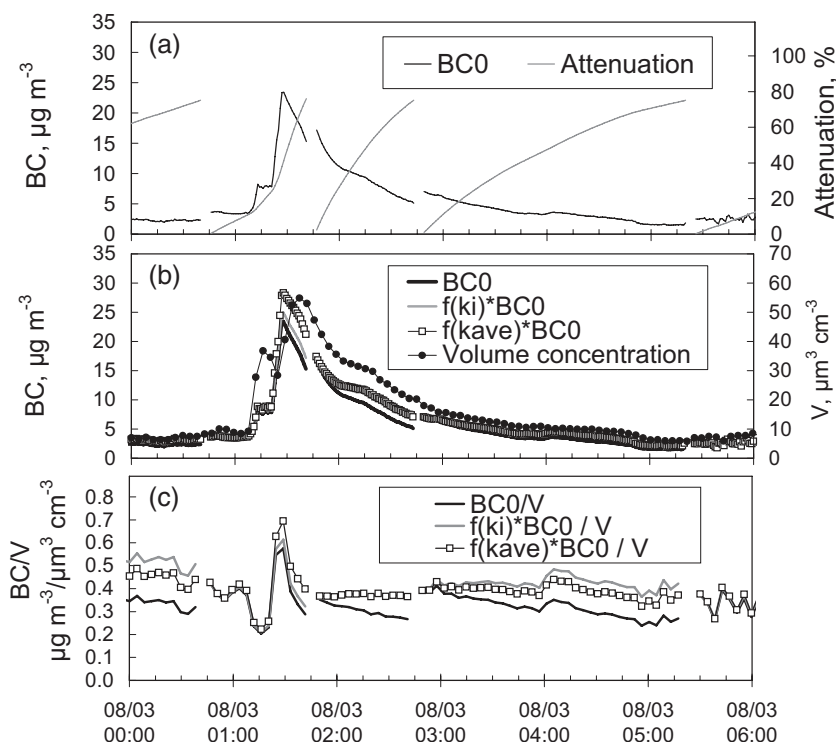 (a)
BC0 Attenuation
35
30
25
20
15
10
5
0
BC, µg m-3
100
80
60
40
20
0
Attenuation, %
(b)
BC0
f(ki)*BC0
f(kave)*BC0
Volume concentration
35
30
25
20
15
10
5
0
BC, µg m-3
70
60
50
40
30
20
10
0
V, µm3 cm-3
(c)
BC0/V
f(ki)*BC0 / V
f(kave)*BC0 / V
0.8
0.7
0.6
0.5
0.4
0.3
0.2
0.1
0.0
BC/V
µg m-3/µm3 cm-3
08/03 08/03 08/03 08/03 08/03 08/03 08/03
00:00 01:00 02:00 03:00 04:00 05:00 06:00